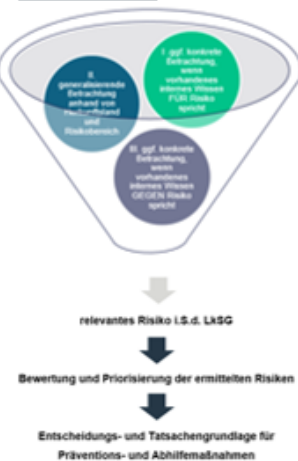 I. ggf. konkrete
Betrachtung,
wenn
vorhandenes
internes Wissen
FÜR Risiko
spricht
II.
generalisierende
Betrachtung
anhand von
Herkunftsland
und
Risikobereich
III. ggf. konkrete
Betrachtung,
wenn
vorhandenes
internes Wissen
GEGEN Risiko
spricht
relevantes Risiko i.S.d. LkSG
Bewertung und Priorisierung der ermittelten Risiken
Entscheidungs- und Tatsachengrundlage für
Präventions- und Abhilfemaßnahmen